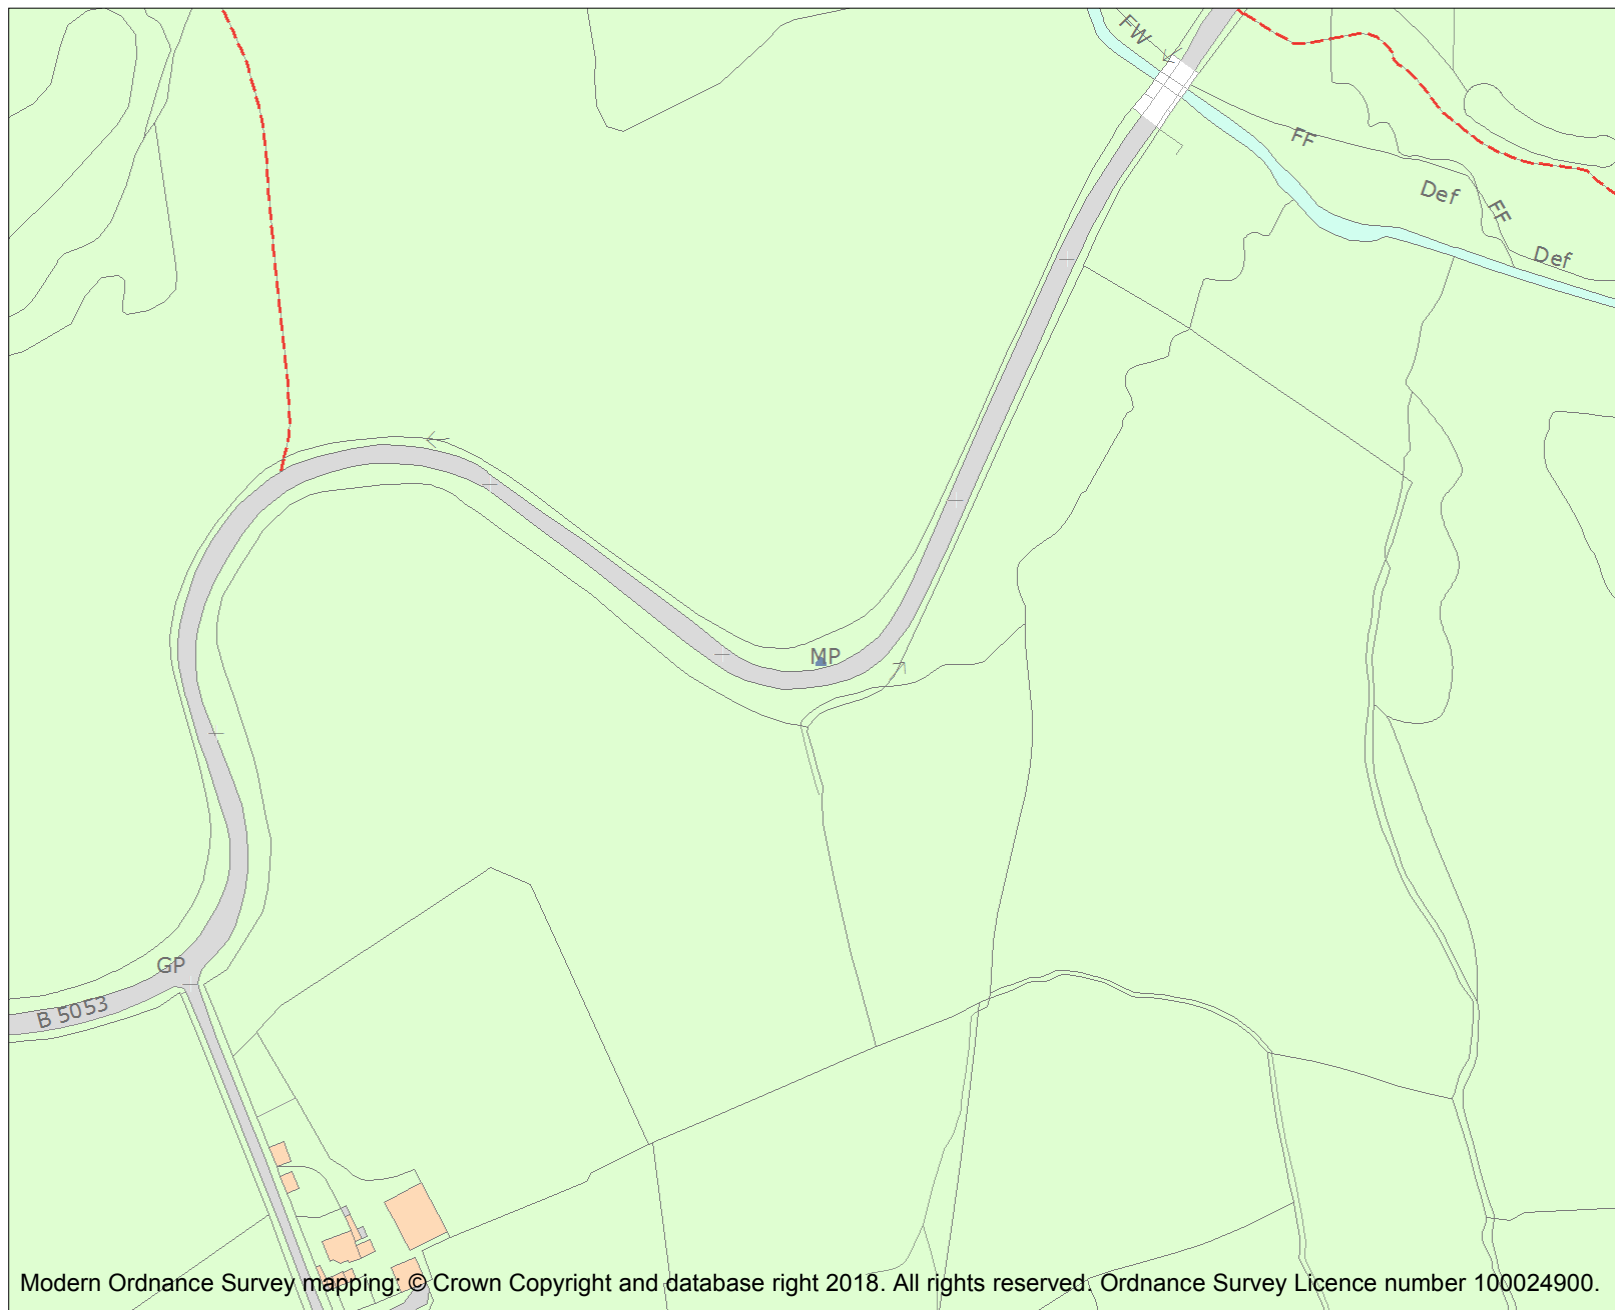 FW
FF
Def
FF
Def
MP
GP
B 5053
Modern Ordnance Survey mapping: © Crown Copyright and database right 2018. All rights reserved. Ordnance Survey Licence number 100024900.